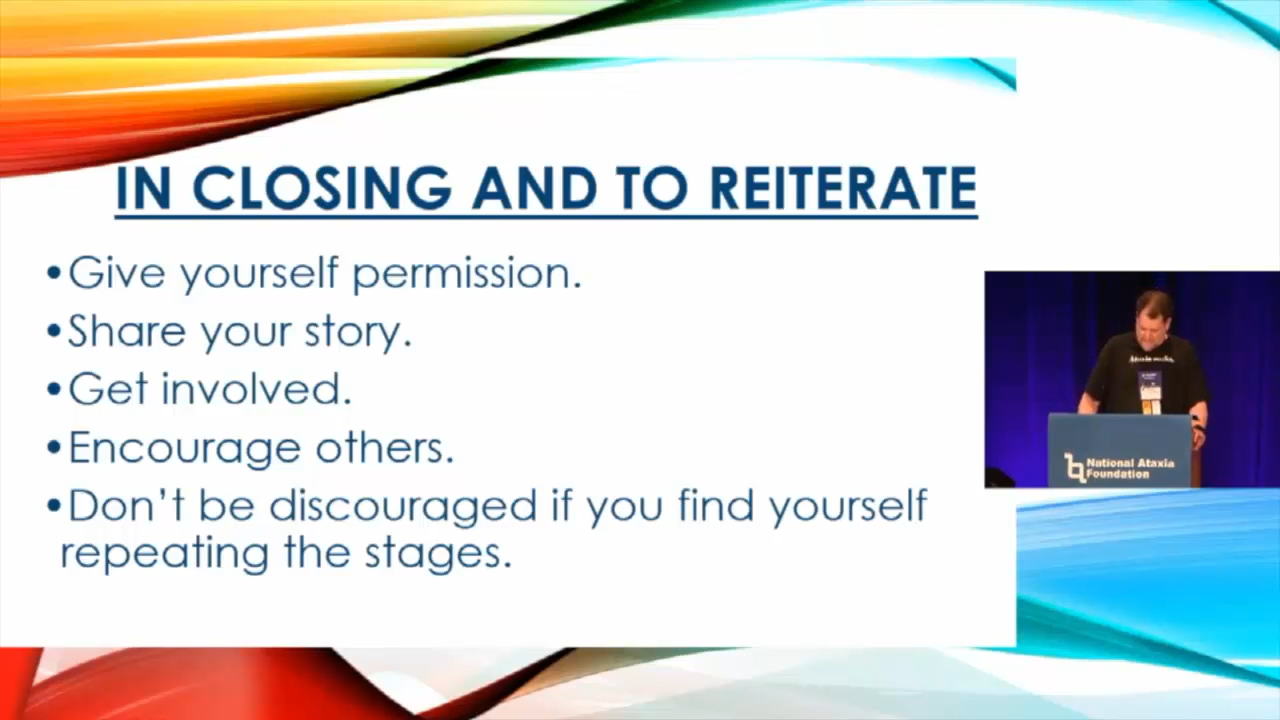 IN CLOSING AND TO REITERATE
•Give yourself permission.
•Share your story.
•Get involved.
•Encourage others.
•Don't be discouraged if you find yourself
repeating the stages.
National Ataxia
Foundation